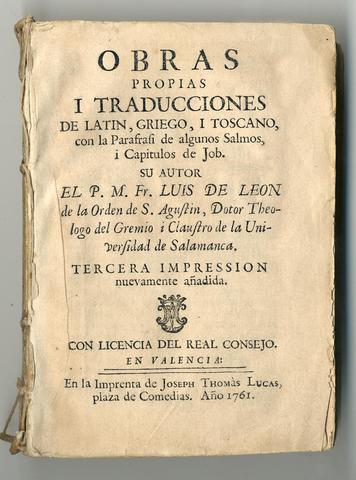 OBRAS
PROPIAS
I TRADUCCIONES
DE LATIN, GRIEGO, I TOSCANO,
con la Parafrasi de algunos Salmos,
i Capitulos de Job.
SU AUTOR
EL P. M. Fr. LUIS DE LEON
de la Orden de S. Agustin, Dotor Theo-
logo del Gremio i Claustro de la Uni-
versidad de Salamanca.
TERCERA IMPRESSION
nuevamente añadida.
CON LICENCIA DEL REAL CONSEJO.
EN VALENCIA:
En la Imprenta de JOSEPH THOMÀS LUCAS,
plaza de Comedias. Año 1761.